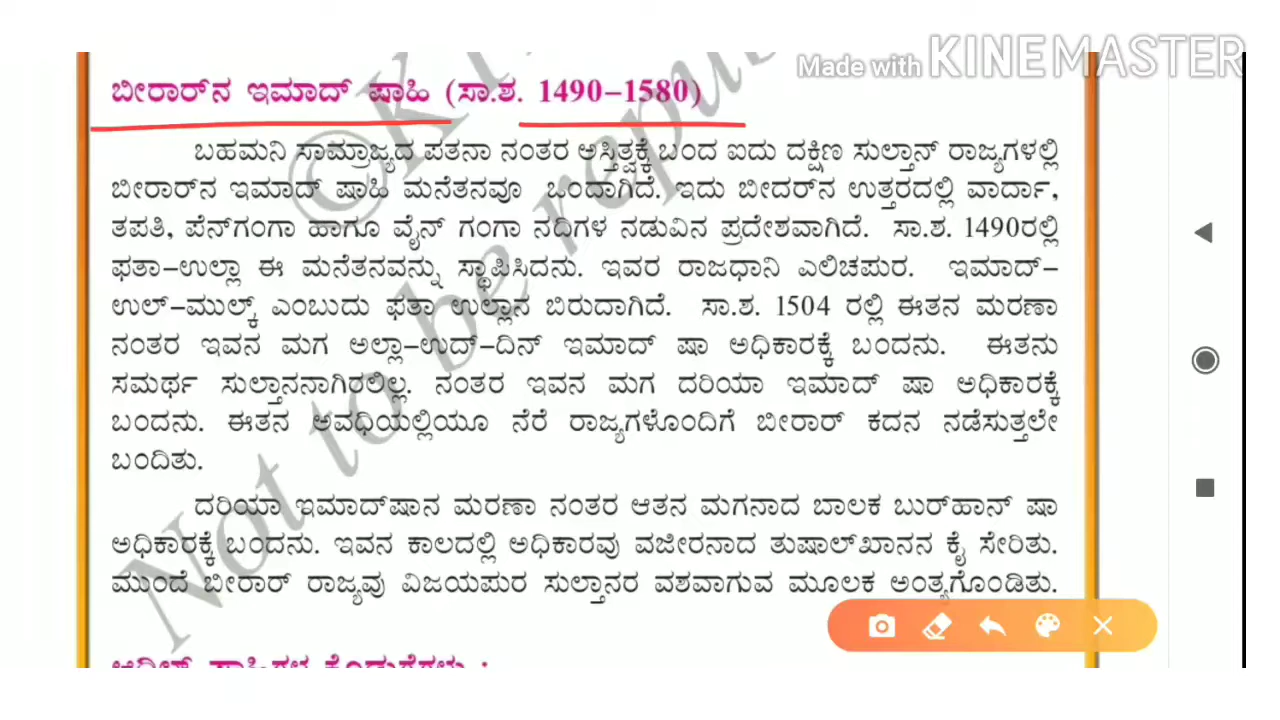 Made with KINEMASTER
ಬೀರಾರ್‌ನ ಇಮಾದ್ ಷಾಹಿ (ಸಾ.ಶ. 1490–1580)
ಬಹಮನಿ ಸಾಮ್ರಾಜ್ಯದ ಪತನಾ ನಂತರ ಅಸ್ತಿತ್ವಕ್ಕೆ ಬಂದ ಐದು ದಕ್ಷಿಣ ಸುಲ್ತಾನ್ ರಾಜ್ಯಗಳಲ್ಲಿ
ಬೀರಾರ್‌ನ ಇಮಾದ್ ಷಾಹಿ ಮನೆತನವೂ ಒಂದಾಗಿದೆ. ಇದು ಬೀದರ್‌ನ ಉತ್ತರದಲ್ಲಿ ವಾರ್ದಾ,
ತಪತಿ, ಪೆನ್‌ಗಂಗಾ ಹಾಗೂ ವೈನ್ ಗಂಗಾ ನದಿಗಳ ನಡುವಿನ ಪ್ರದೇಶವಾಗಿದೆ. ಸಾ.ಶ. 1490ರಲ್ಲಿ
ಫತಾ–ಉಲ್ಲಾ ಈ ಮನೆತನವನ್ನು ಸ್ಥಾಪಿಸಿದನು. ಇವರ ರಾಜಧಾನಿ ಎಲಿಚಪುರ. ಇಮಾದ್–
ಉಲ್–ಮುಲ್ಕ್ ಎಂಬುದು ಫತಾ ಉಲ್ಲಾನ ಬಿರುದಾಗಿದೆ. ಸಾ.ಶ. 1504 ರಲ್ಲಿ ಈತನ ಮರಣಾ
ನಂತರ ಇವನ ಮಗ ಅಲ್ಲಾ–ಉದ್–ದಿನ್ ಇಮಾದ್ ಷಾ ಅಧಿಕಾರಕ್ಕೆ ಬಂದನು. ಈತನು
ಸಮರ್ಥ ಸುಲ್ತಾನನಾಗಿರಲಿಲ್ಲ. ನಂತರ ಇವನ ಮಗ ದರಿಯಾ ಇಮಾದ್ ಷಾ ಅಧಿಕಾರಕ್ಕೆ
ಬಂದನು. ಈತನ ಅವಧಿಯಲ್ಲಿಯೂ ನೆರೆ ರಾಜ್ಯಗಳೊಂದಿಗೆ ಬೀರಾರ್ ಕದನ ನಡೆಸುತ್ತಲೇ
ಬಂದಿತು.
ದರಿಯಾ ಇಮಾದ್‌ಷಾನ ಮರಣಾ ನಂತರ ಆತನ ಮಗನಾದ ಬಾಲಕ ಬುರ್‌ಹಾನ್ ಷಾ
ಅಧಿಕಾರಕ್ಕೆ ಬಂದನು. ಇವನ ಕಾಲದಲ್ಲಿ ಅಧಿಕಾರವು ವಜೀರನಾದ ತುಷಾಲ್‌ಖಾನನ ಕೈ ಸೇರಿತು.
ಮುಂದೆ ಬೀರಾರ್ ರಾಜ್ಯವು ವಿಜಯಪುರ ಸುಲ್ತಾನರ ವಶವಾಗುವ ಮೂಲಕ ಅಂತ್ಯಗೊಂಡಿತು.
Not to be republ